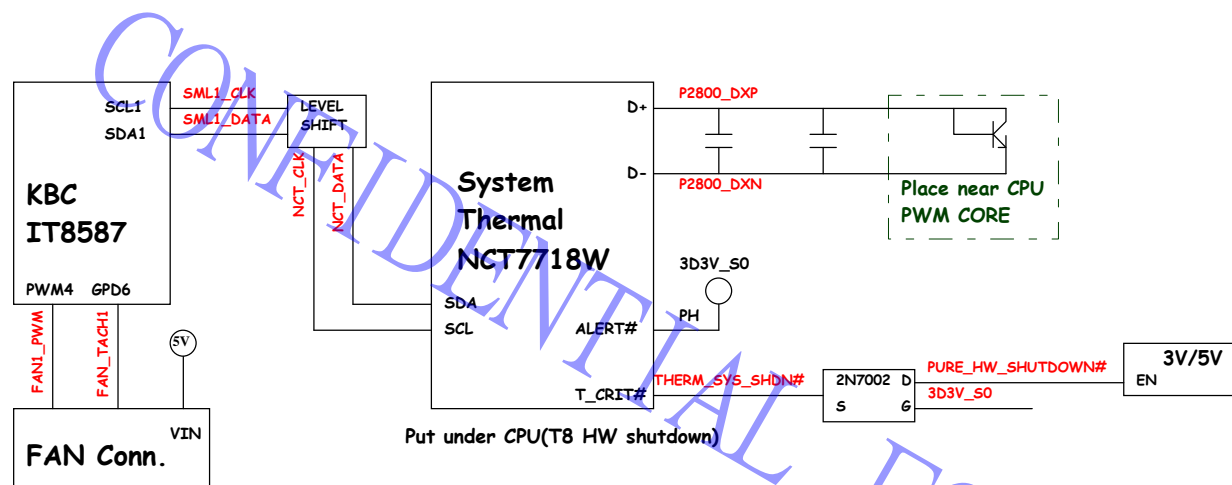 CONFIDENTIAL
SCL1
SDA1
KBC
IT8587
PWM4
GPD6
SML1_CLK
SML1_DATA
LEVEL
SHIFT
NCT_CLK
NCT_DATA
FAN1_PWM
FAN_TACH1
5V
VIN
FAN Conn.
D+
D-
System
Thermal
NCT7718W
SDA
SCL
ALERT#
T_CRIT#
P2800_DXP
P2800_DXN
Place near CPU
PWM CORE
3D3V_S0
PH
THERM_SYS_SHDN#
Put under CPU(T8 HW shutdown)
2N7002
D
S
G
PURE_HW_SHUTDOWN#
3D3V_S0
3V/5V
EN